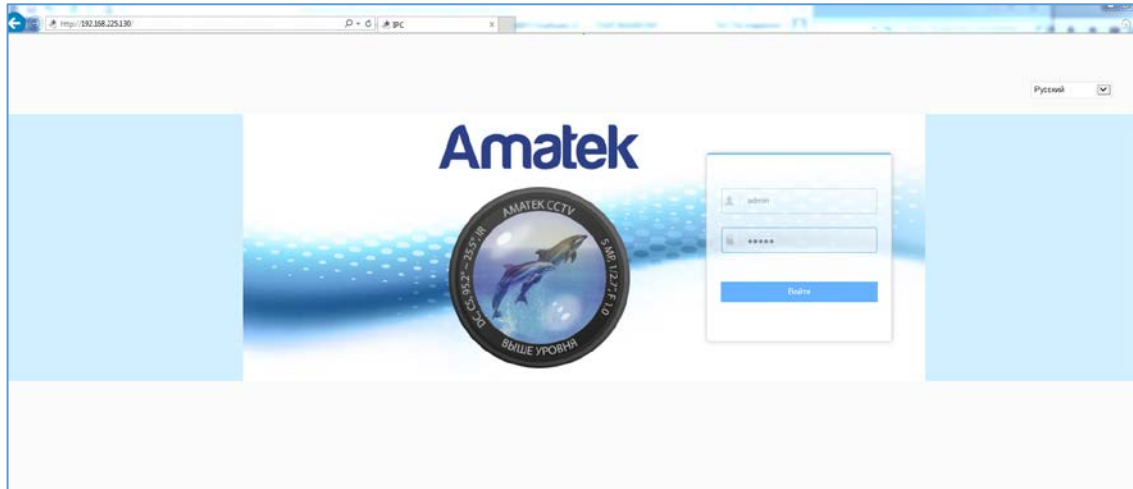 http://192.168.225.130/
IPC
Русский
Amatek
AMATEK CCTV
DC, CS, 95.2° – 25.5°, IR
5 MP, 1/2.7", F 1.0
ВЫШЕ УРОВНЯ
admin
Войти